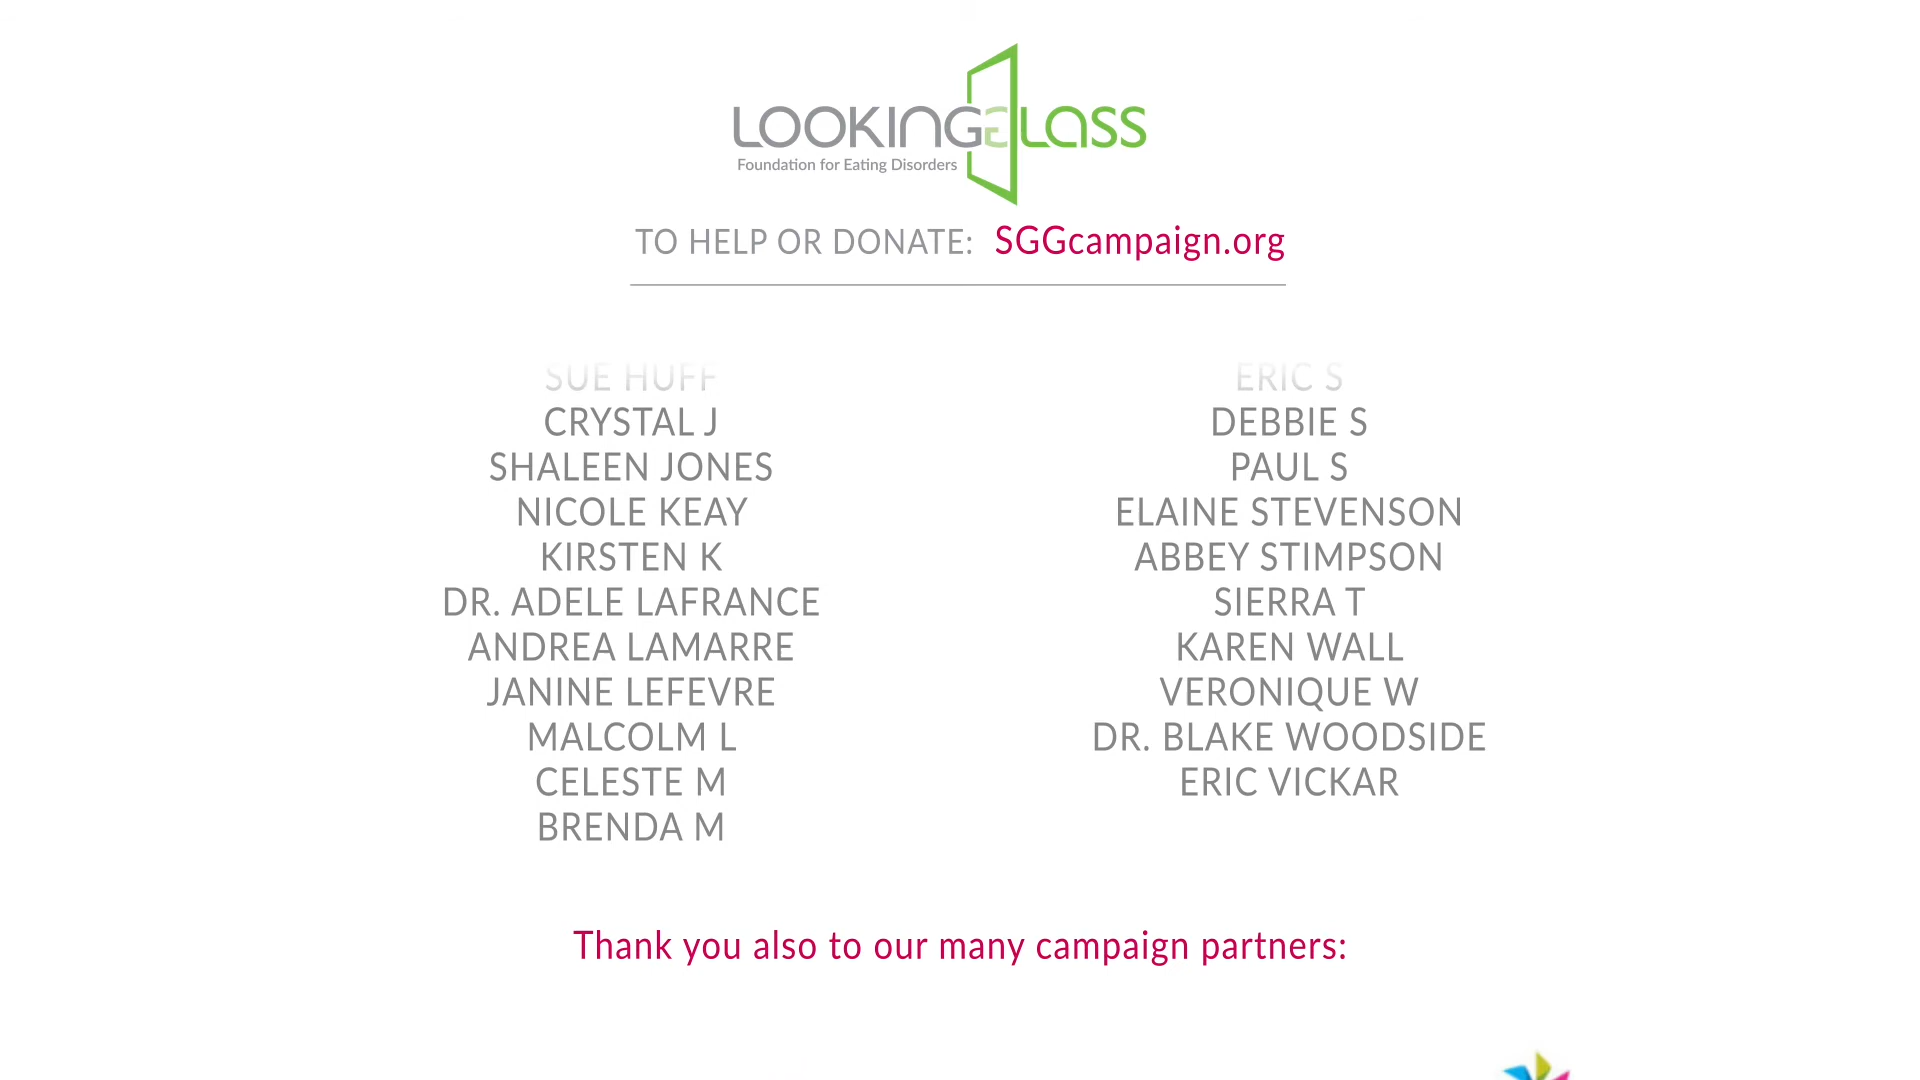 LOOKINGGLASS
Foundation for Eating Disorders
TO HELP OR DONATE: SGGcampaign.org
SUE HUFF
CRYSTAL J
SHALEEN JONES
NICOLE KEAY
KIRSTEN K
DR. ADELE LAFRANCE
ANDREA LAMARRE
JANINE LEFEVRE
MALCOLM L
CELESTE M
BRENDA M
ERIC S
DEBBIE S
PAUL S
ELAINE STEVENSON
ABBEY STIMPSON
SIERRA T
KAREN WALL
VERONIQUE W
DR. BLAKE WOODSIDE
ERIC VICKAR
Thank you also to our many campaign partners: